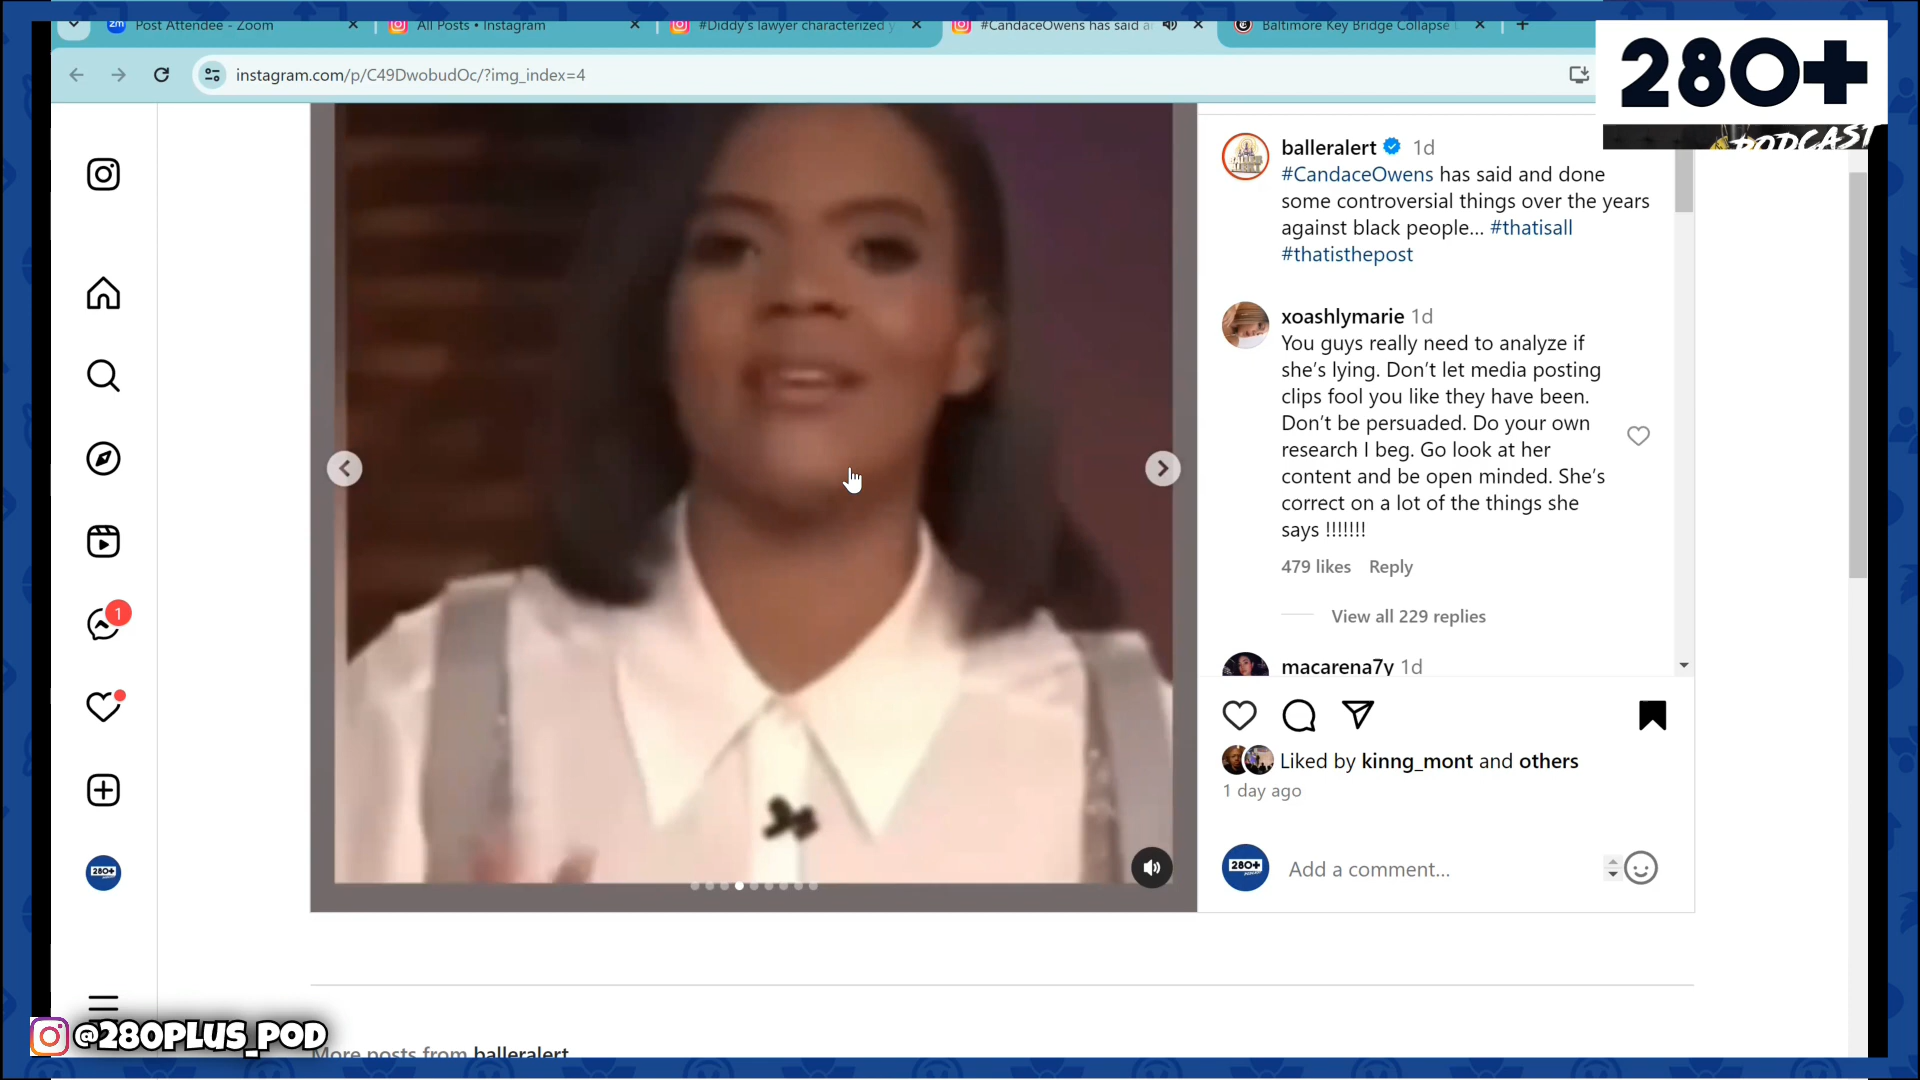 Post Attendee - Zoom
All Posts • Instagram
#Diddy's lawyer characterized
#CandaceOwens has said a
Baltimore Key Bridge Collapse
instagram.com/p/C49DwobudOc/?img_index=4
280+
PODCAST
balleralert 1d
#CandaceOwens has said and done
some controversial things over the years
against black people... #thatisall
#thatisthepost
xoashlymarie 1d
You guys really need to analyze if
she's lying. Don't let media posting
clips fool you like they have been.
Don't be persuaded. Do your own
research I beg. Go look at her
content and be open minded. She's
correct on a lot of the things she
says !!!!!!!
479 likes Reply
View all 229 replies
macarena7y 1d
1
Liked by kinng_mont and others
1 day ago
280+
280+
Add a comment...
@280PLUS_POD
More posts from balleralert